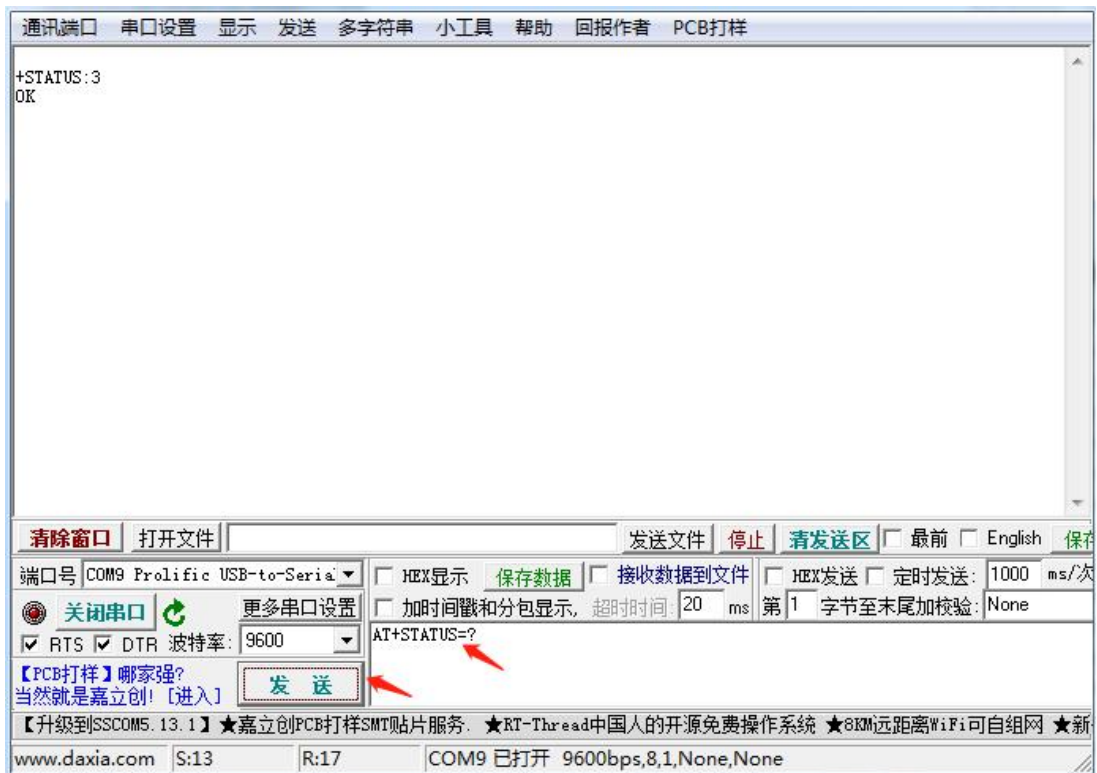 通讯端口 串口设置 显示 发送 多字符串 小工具 帮助 回报作者 PCB打样
+STATUS:3
OK
清除窗口 打开文件 发送文件 停止 清发送区 最前 English 保存
端口号 COM9 Prolific USB-to-Seria HEX显示 保存数据 接收数据到文件 HEX发送 定时发送: 1000 ms/次
关闭串口 更多串口设置 加时间戳和分包显示, 超时时间: 20 ms 第 1 字节至末尾加校验: None
RTS DTR 波特率: 9600
AT+STATUS=?
【PCB打样】哪家强?
当然就是嘉立创! [进入]
发 送
【升级到SSCOM5.13.1】★嘉立创PCB打样SMT贴片服务. ★RT-Thread中国人的开源免费操作系统 ★8KM远距离WiFi可自组网 ★新
www.daxia.com S:13 R:17 COM9 已打开 9600bps,8,1,None,None